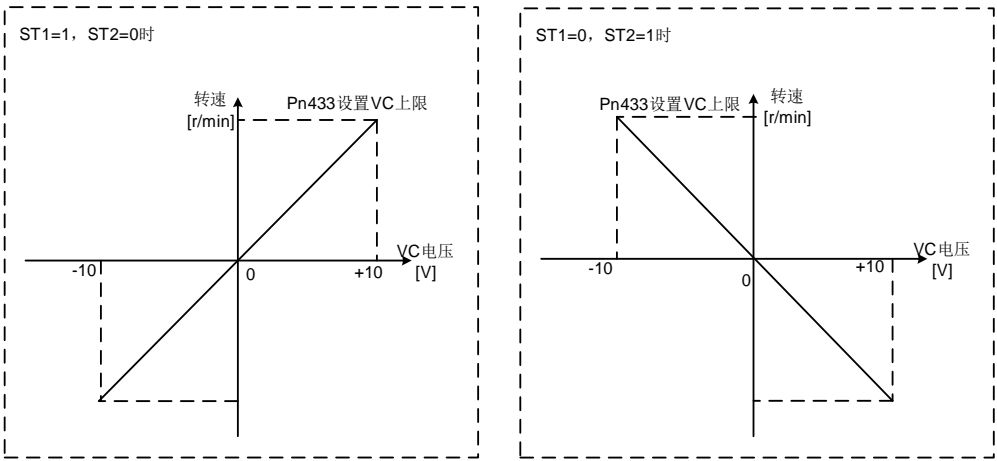 ST1=1，ST2=0时
转速
[r/min]
Pn433设置VC上限
VC电压
[V]
-10
0
+10
ST1=0，ST2=1时
Pn433设置VC上限
转速
[r/min]
VC电压
[V]
-10
0
+10